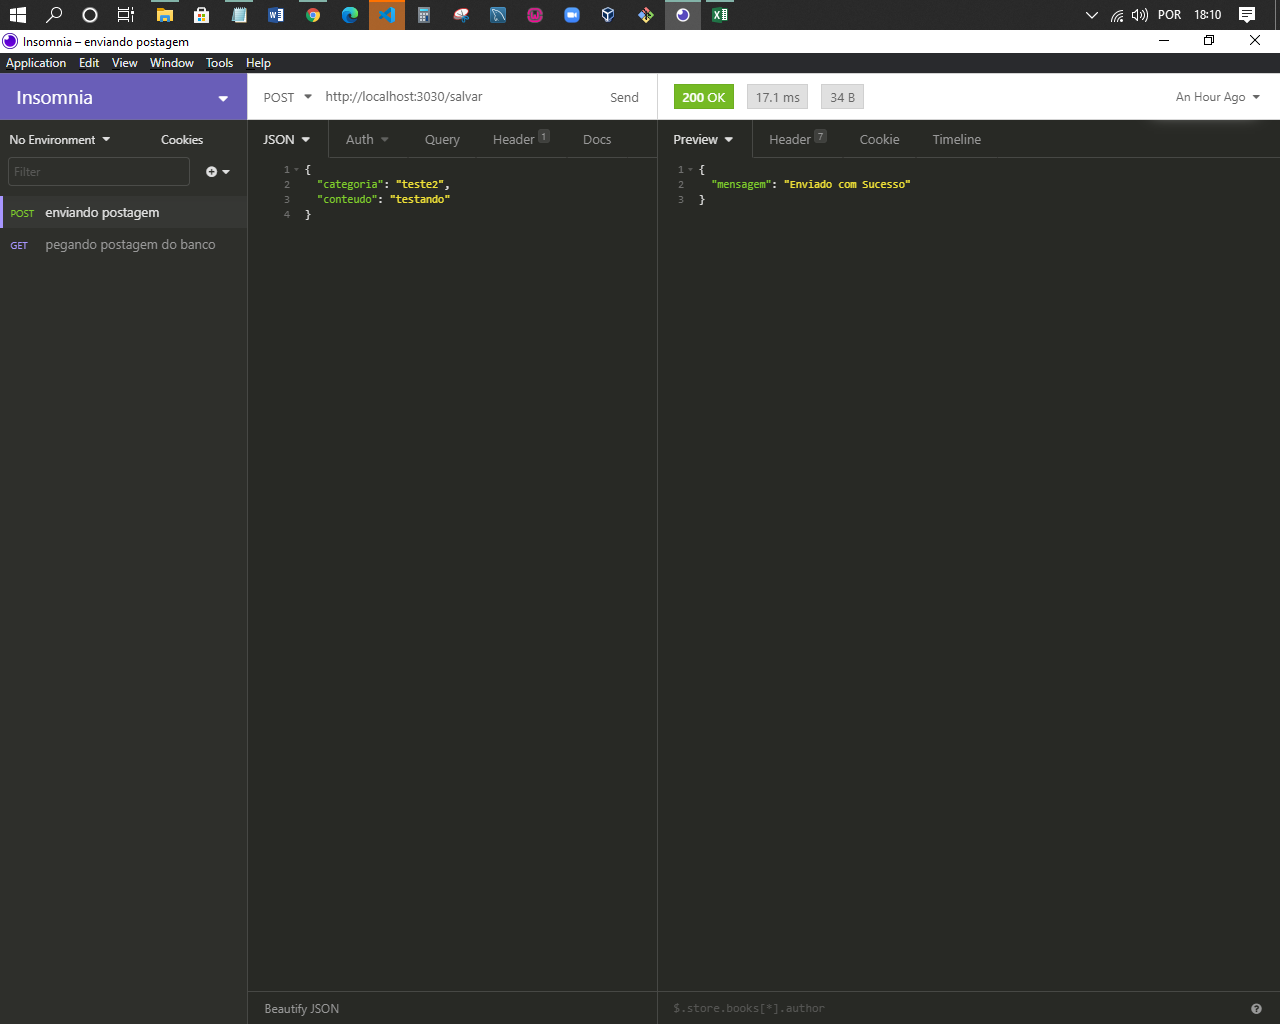 POR 18:10
Insomnia – enviando postagem
Application Edit View Window Tools Help
Insomnia
POST http://localhost:3030/salvar Send
200 OK 17.1 ms 34 B An Hour Ago
No Environment Cookies
JSON Auth Query Header 1 Docs
Preview Header 7 Cookie Timeline
Filter
POST enviando postagem
GET pegando postagem do banco
1 {
2 "categoria": "teste2",
3 "conteudo": "testando"
4 }
1 {
2 "mensagem": "Enviado com Sucesso"
3 }
Beautify JSON
$.store.books[*].author